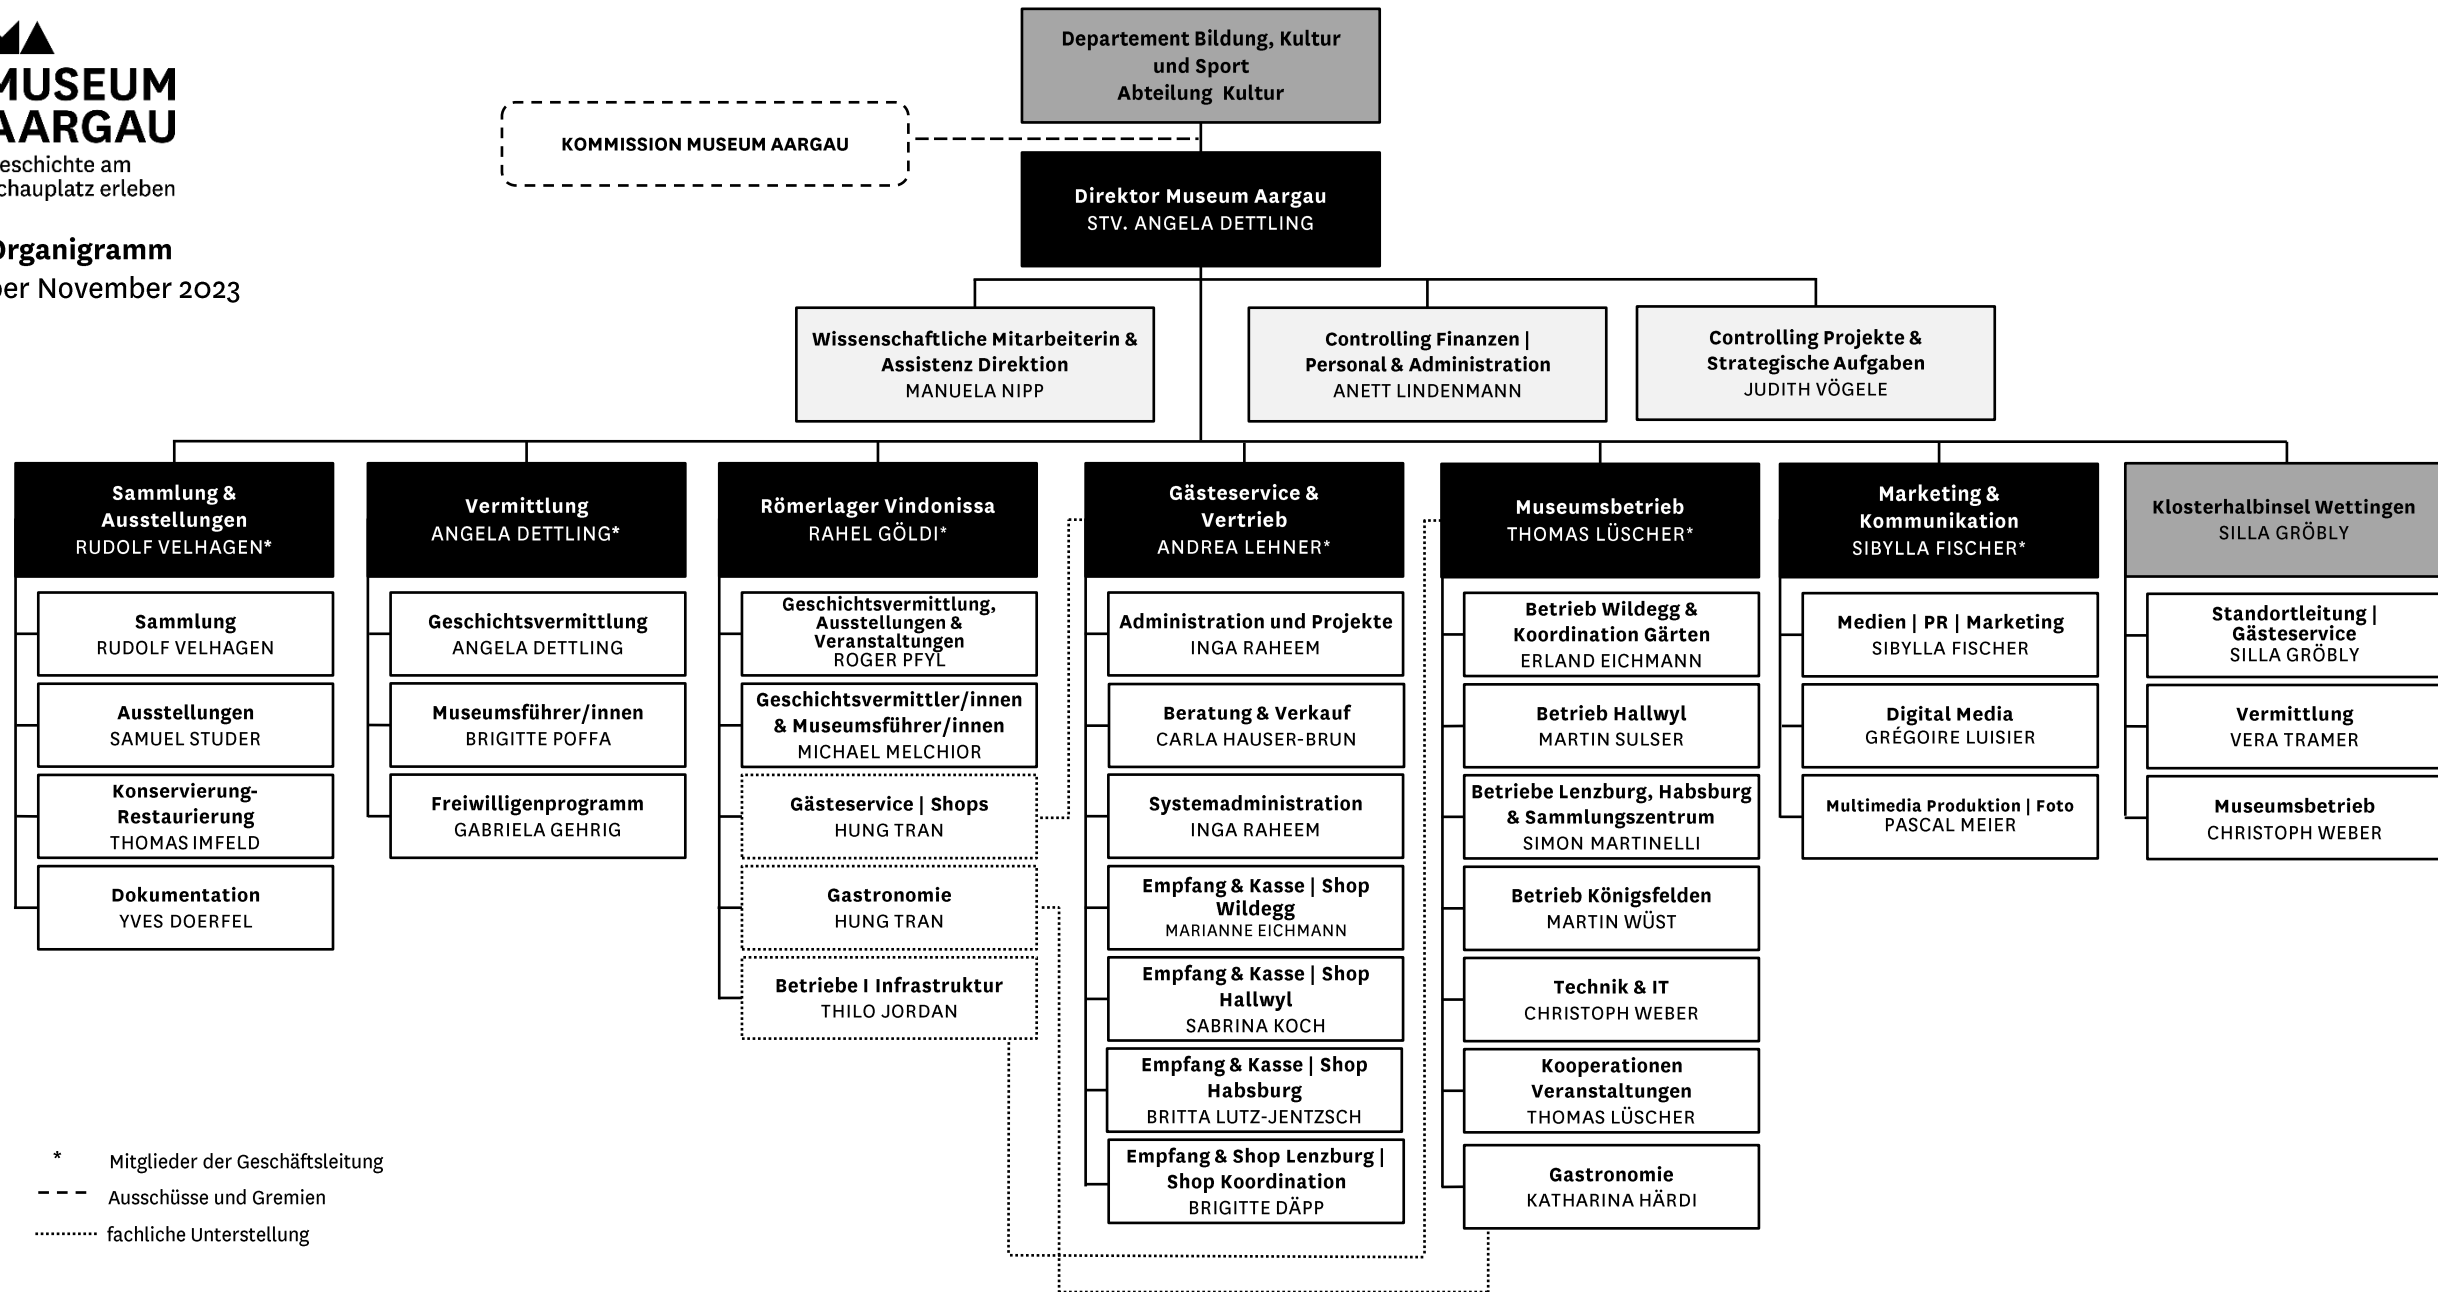 MUSEUM
AARGAU
eschichte am
chauplatz erleben
Organigramm
per November 2023
Departement Bildung, Kultur
und Sport
Abteilung Kultur
KOMMISSION MUSEUM AARGAU
Direktor Museum Aargau
STV. ANGELA DETTLING
Wissenschaftliche Mitarbeiterin &
Assistenz Direktion
MANUELA NIPP
Controlling Finanzen |
Personal & Administration
ANETT LINDENMANN
Controlling Projekte &
Strategische Aufgaben
JUDITH VÖGELE
Sammlung &
Ausstellungen
RUDOLF VELHAGEN*
Sammlung
RUDOLF VELHAGEN
Ausstellungen
SAMUEL STUDER
Konservierung-
Restaurierung
THOMAS IMFELD
Dokumentation
YVES DOERFEL
Vermittlung
ANGELA DETTLING*
Geschichtsvermittlung
ANGELA DETTLING
Museumsführer/innen
BRIGITTE POFFA
Freiwilligenprogramm
GABRIELA GEHRIG
Römerlager Vindonissa
RAHEL GÖLDI*
Geschichtsvermittlung,
Ausstellungen &
Veranstaltungen
ROGER PFYL
Geschichtsvermittler/innen
& Museumsführer/innen
MICHAEL MELCHIOR
Gästeservice | Shops
HUNG TRAN
Gastronomie
HUNG TRAN
Betriebe I Infrastruktur
THILO JORDAN
Gästeservice &
Vertrieb
ANDREA LEHNER*
Administration und Projekte
INGA RAHEEM
Beratung & Verkauf
CARLA HAUSER-BRUN
Systemadministration
INGA RAHEEM
Empfang & Kasse | Shop
Wildegg
MARIANNE EICHMANN
Empfang & Kasse | Shop
Hallwyl
SABRINA KOCH
Empfang & Kasse | Shop
Habsburg
BRITTA LUTZ-JENTZSCH
Empfang & Shop Lenzburg |
Shop Koordination
BRIGITTE DÄPP
Museumsbetrieb
THOMAS LÜSCHER*
Betrieb Wildegg &
Koordination Gärten
ERLAND EICHMANN
Betrieb Hallwyl
MARTIN SULSER
Betriebe Lenzburg, Habsburg
& Sammlungszentrum
SIMON MARTINELLI
Betrieb Königsfelden
MARTIN WÜST
Technik & IT
CHRISTOPH WEBER
Kooperationen
Veranstaltungen
THOMAS LÜSCHER
Gastronomie
KATHARINA HÄRDI
Marketing &
Kommunikation
SIBYLLA FISCHER*
Medien | PR | Marketing
SIBYLLA FISCHER
Digital Media
GRÉGOIRE LUISIER
Multimedia Produktion | Foto
PASCAL MEIER
Klosterhalbinsel Wettingen
SILLA GRÖBLY
Standortleitung |
Gästeservice
SILLA GRÖBLY
Vermittlung
VERA TRAMER
Museumsbetrieb
CHRISTOPH WEBER
* Mitglieder der Geschäftsleitung
Ausschüsse und Gremien
fachliche Unterstellung